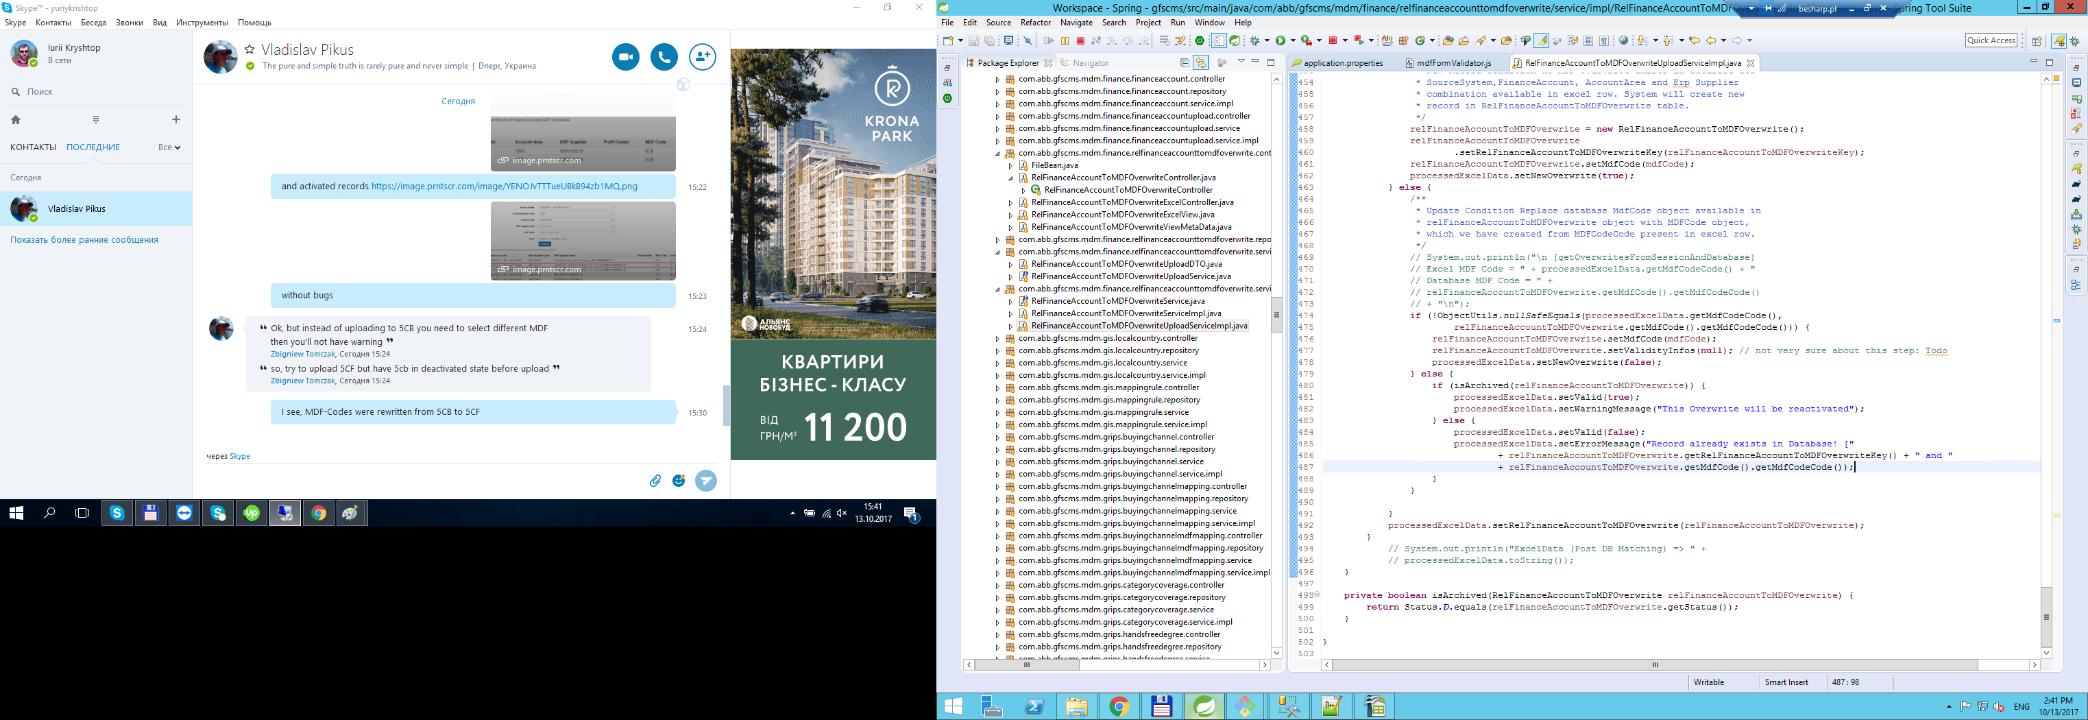 Skype™ - yuriykrishtop
Skype Контакты Беседа Звонки Вид Инструменты Помощь
Iurii Kryshtop
В сети
Поиск
КОНТАКТЫ ПОСЛЕДНИЕ Все
Сегодня
Vladislav Pikus
Показать более ранние сообщения
Vladislav Pikus
The pure and simple truth is rarely pure and never simple | Dnepr, Украина
Сегодня
Account Area ERP Supplier Profit Center MDF Code
image.prntscr.com
and activated records https://image.prntscr.com/image/YENOJVTTTueUBkB94zb1MQ.png
15:22
image.prntscr.com
without bugs
15:23
Ok, but instead of uploading to 5CB you need to select different MDF
then you'll not have warning
15:24
Zbigniew Tomczak, Сегодня 15:24
so, try to upload 5CF but have 5cb in deactivated state before upload
Zbigniew Tomczak, Сегодня 15:24
I see, MDF-Codes were rewritten from 5CB to 5CF
15:30
через Skype
KRONA
PARK
АЛЬЯНС
НОВОБУД
КВАРТИРИ
БІЗНЕС - КЛАСУ
ВІД
ГРН/М² 11 200
15:41
13.10.2017
1
Workspace - Spring - gfscms/src/main/java/com/abb/gfscms/mdm/finance/relfinanceaccounttomdfoverwrite/service/impl/RelFinanceAccountToMDF
besharp.pl
ring Tool Suite
File Edit Source Refactor Navigate Search Project Run Window Help
Quick Access
Package Explorer
Navigator
com.abb.gfscms.mdm.finance.financeaccount.controller
com.abb.gfscms.mdm.finance.financeaccount.repository
com.abb.gfscms.mdm.finance.financeaccount.service.impl
com.abb.gfscms.mdm.finance.financeaccountupload.controller
com.abb.gfscms.mdm.finance.financeaccountupload.service
com.abb.gfscms.mdm.finance.financeaccountupload.service.impl
com.abb.gfscms.mdm.finance.relfinanceaccounttomdfoverwrite.cont
FileBean.java
RelFinanceAccountToMDFOverwriteController.java
RelFinanceAccountToMDFOverwriteController
RelFinanceAccountToMDFOverwriteExcelController.java
RelFinanceAccountToMDFOverwriteExcelView.java
RelFinanceAccountToMDFOverwriteViewMetaData.java
com.abb.gfscms.mdm.finance.relfinanceaccounttomdfoverwrite.repo
com.abb.gfscms.mdm.finance.relfinanceaccounttomdfoverwrite.servi
RelFinanceAccountToMDFOverwriteUploadDTO.java
RelFinanceAccountToMDFOverwriteUploadService.java
com.abb.gfscms.mdm.finance.relfinanceaccounttomdfoverwrite.servi
RelFinanceAccountToMDFOverwriteService.java
RelFinanceAccountToMDFOverwriteServiceImpl.java
RelFinanceAccountToMDFOverwriteUploadServiceImpl.java
com.abb.gfscms.mdm.gis.localcountry.controller
com.abb.gfscms.mdm.gis.localcountry.repository
com.abb.gfscms.mdm.gis.localcountry.service
com.abb.gfscms.mdm.gis.localcountry.service.impl
com.abb.gfscms.mdm.gis.mappingrule.controller
com.abb.gfscms.mdm.gis.mappingrule.repository
com.abb.gfscms.mdm.gis.mappingrule.service
com.abb.gfscms.mdm.gis.mappingrule.service.impl
com.abb.gfscms.mdm.grips.buyingchannel.controller
com.abb.gfscms.mdm.grips.buyingchannel.repository
com.abb.gfscms.mdm.grips.buyingchannel.service
com.abb.gfscms.mdm.grips.buyingchannel.service.impl
com.abb.gfscms.mdm.grips.buyingchannelmapping.controller
com.abb.gfscms.mdm.grips.buyingchannelmapping.repository
com.abb.gfscms.mdm.grips.buyingchannelmapping.service
com.abb.gfscms.mdm.grips.buyingchannelmapping.service.impl
com.abb.gfscms.mdm.grips.buyingchannelmdfmapping.controller
com.abb.gfscms.mdm.grips.buyingchannelmdfmapping.repository
com.abb.gfscms.mdm.grips.buyingchannelmdfmapping.service
com.abb.gfscms.mdm.grips.buyingchannelmdfmapping.service.impl
com.abb.gfscms.mdm.grips.categorycoverage.controller
com.abb.gfscms.mdm.grips.categorycoverage.repository
com.abb.gfscms.mdm.grips.categorycoverage.service
com.abb.gfscms.mdm.grips.categorycoverage.service.impl
com.abb.gfscms.mdm.grips.handsfreedegree.controller
com.abb.gfscms.mdm.grips.handsfreedegree.repository
com.abb.gfscms.mdm.grips.handsfreedegree.service
application.properties
mdfFormValidator.js
RelFinanceAccountToMDFOverwriteUploadServiceImpl.java
454 * SourceSystem,FinanceAccount, AccountArea and Erp Supplier
455 * combination available in excel row. System will create new
456 * record in RelFinanceAccountToMDFOverwrite table.
457 */
458 relFinanceAccountToMDFOverwrite = new RelFinanceAccountToMDFOverwrite();
459 relFinanceAccountToMDFOverwrite
460 .setRelFinanceAccountToMDFOverwriteKey(relFinanceAccountToMDFOverwriteKey);
461 relFinanceAccountToMDFOverwrite.setMdfCode(mdfCode);
462 processedExcelData.setNewOverwrite(true);
463 } else {
464 /**
465 * Update Condition Replace database MdfCode object available in
466 * relFinanceAccountToMDFOverwrite object with MDFCode object,
467 * which we have created from MDFCodeCode present in excel row.
468 */
469 // System.out.println("\n [getOverwritesFromSessionAndDatabase]
470 // Excel MDF Code = " + processedExcelData.getMdfCodeCode() + "
471 // Database MDF Code = " +
472 // relFinanceAccountToMDFOverwrite.getMdfCode().getMdfCodeCode()
473 // + "\n");
474 if (!ObjectUtils.nullSafeEquals(processedExcelData.getMdfCodeCode(),
475 relFinanceAccountToMDFOverwrite.getMdfCode().getMdfCodeCode())) {
476 relFinanceAccountToMDFOverwrite.setMdfCode(mdfCode);
477 relFinanceAccountToMDFOverwrite.setValidityInfos(null); // not very sure about this step: Todo
478 processedExcelData.setNewOverwrite(false);
479 } else {
480 if (isArchived(relFinanceAccountToMDFOverwrite)) {
481 processedExcelData.setValid(true);
482 processedExcelData.setWarningMessage("This Overwrite will be reactivated");
483 } else {
484 processedExcelData.setValid(false);
485 processedExcelData.setErrorMessage("Record already exists in Database! ["
486 + relFinanceAccountToMDFOverwrite.getRelFinanceAccountToMDFOverwriteKey() + " and "
487 + relFinanceAccountToMDFOverwrite.getMdfCode().getMdfCodeCode());
488 }
489 }
490
491 }
492 processedExcelData.setRelFinanceAccountToMDFOverwrite(relFinanceAccountToMDFOverwrite);
493 }
494 // System.out.println("ExcelData (Post DB Matching) => " +
495 // processedExcelData.toString());
496 }
497
498 private boolean isArchived(RelFinanceAccountToMDFOverwrite relFinanceAccountToMDFOverwrite) {
499 return Status.D.equals(relFinanceAccountToMDFOverwrite.getStatus());
500 }
501
502 }
503
Writable Smart Insert 487 : 98
ENG
2:41 PM
10/13/2017